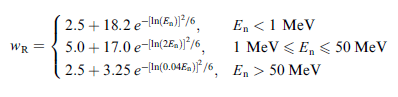 2.5 + 18.2 e^{-[ln(E_n)]²/6}, E_n < 1 MeV
w_R = { 5.0 + 17.0 e^{-[ln(2E_n)]²/6}, 1 MeV ⩽ E_n ⩽ 50 MeV
2.5 + 3.25 e^{-[ln(0.04E_n)]²/6}, E_n > 50 MeV